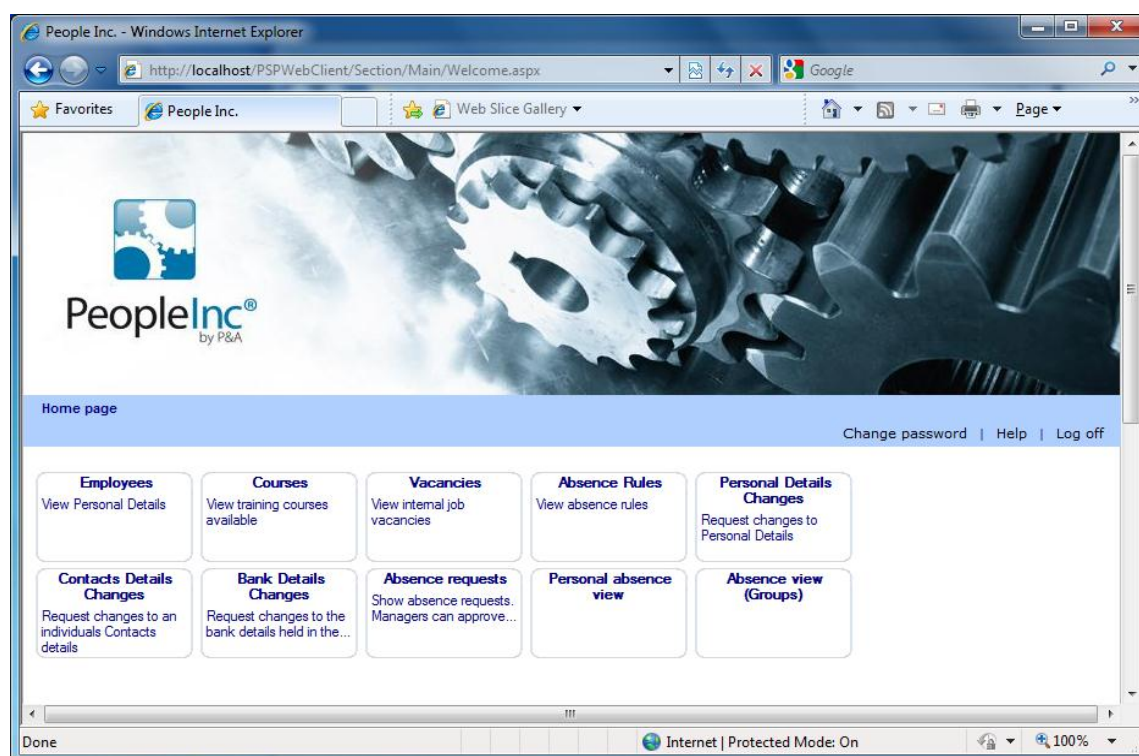 People Inc. - Windows Internet Explorer
http://localhost/PSPWebClient/Section/Main/Welcome.aspx
Google
Favorites
People Inc.
Web Slice Gallery
Page
PeopleInc®
by P&A
Home page
Change password | Help | Log off
Employees
View Personal Details
Courses
View training courses
available
Vacancies
View internal job
vacancies
Absence Rules
View absence rules
Personal Details
Changes
Request changes to
Personal Details
Contacts Details
Changes
Request changes to an
individuals Contacts
details
Bank Details
Changes
Request changes to the
bank details held in the...
Absence requests
Show absence requests.
Managers can approve...
Personal absence
view
Absence view
(Groups)
Done
Internet | Protected Mode: On
100%